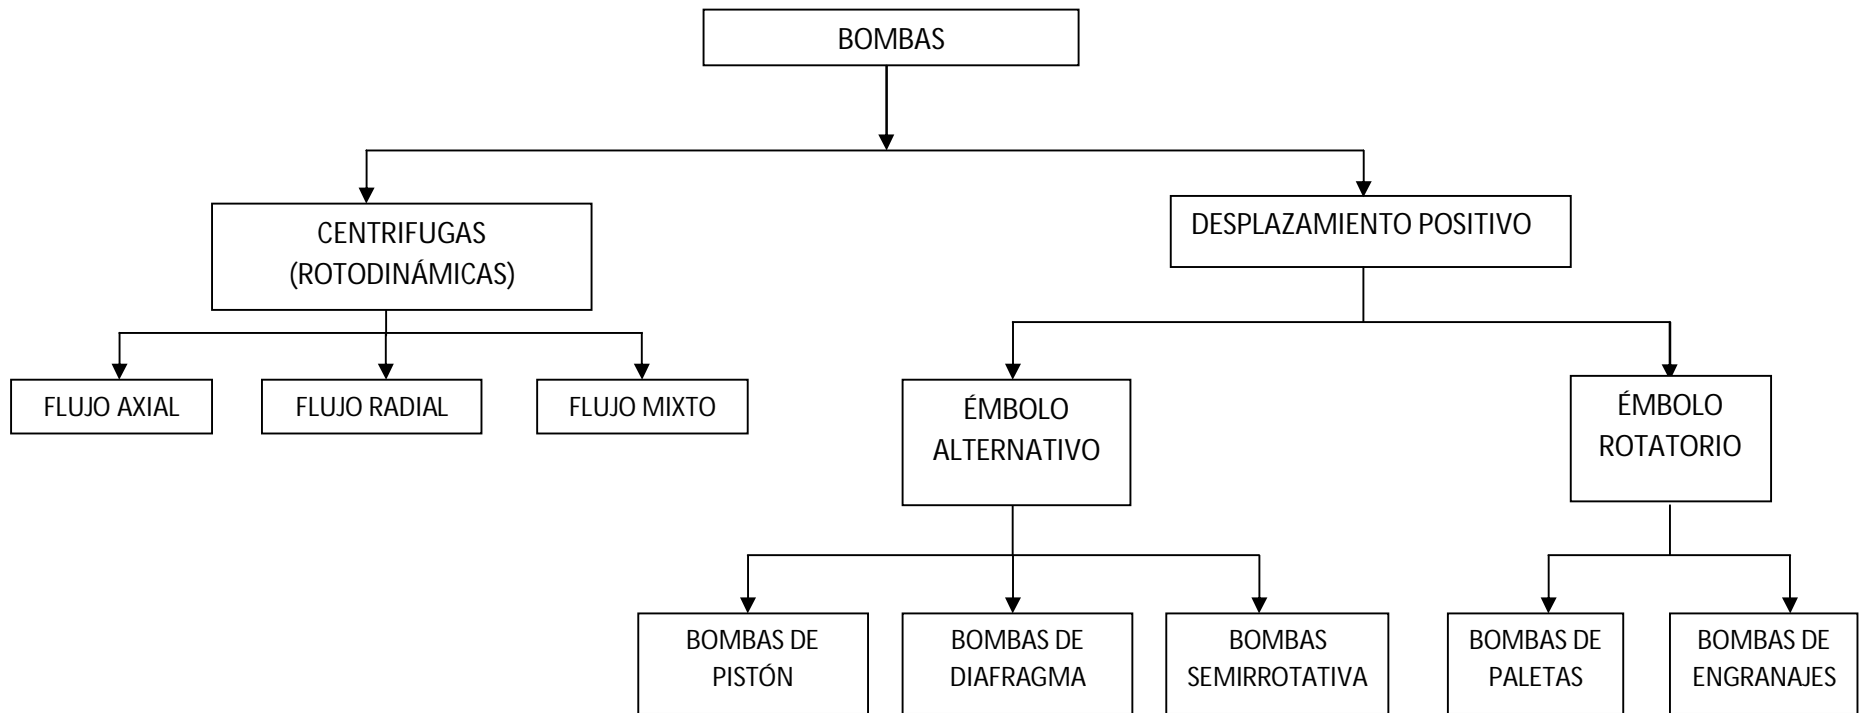 BOMBAS
CENTRIFUGAS
(ROTODINÁMICAS)
DESPLAZAMIENTO POSITIVO
FLUJO AXIAL
FLUJO RADIAL
FLUJO MIXTO
ÉMBOLO
ALTERNATIVO
ÉMBOLO
ROTATORIO
BOMBAS DE
PISTÓN
BOMBAS DE
DIAFRAGMA
BOMBAS
SEMIRROTATIVA
BOMBAS DE
PALETAS
BOMBAS DE
ENGRANAJES